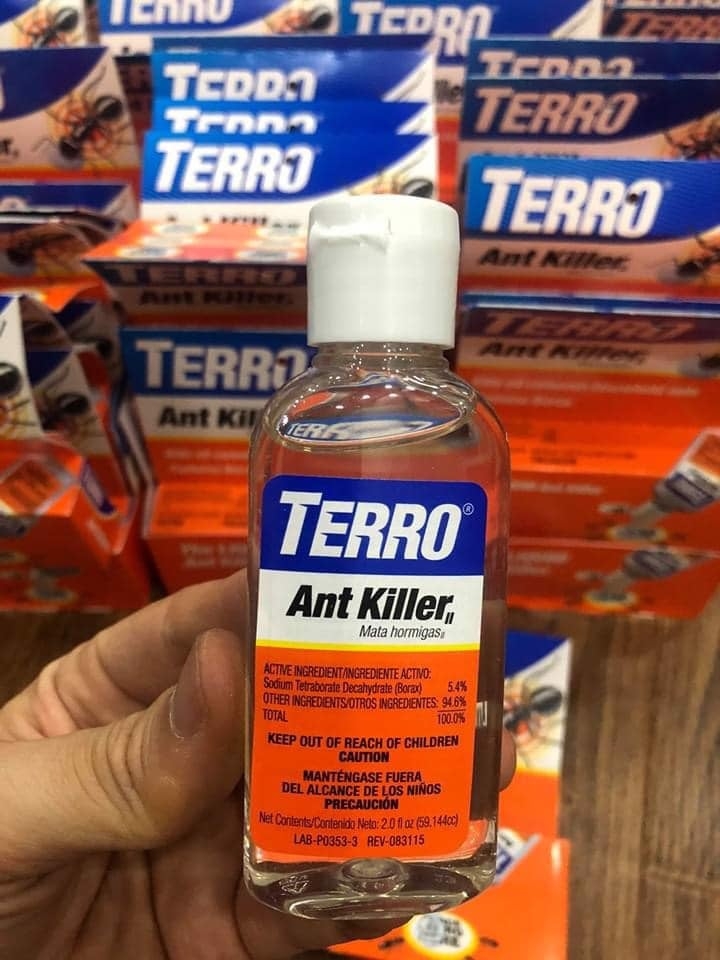 TERRO
TERRO
TERRO
TERRO
TERRO
TERRO
TERRO
TERRO
Ant Killer
TERRO
Ant Killer
TERRO
Ant Killer
TERRO
Ant Kil
TERRO®
Ant Killer II
Mata hormigas II
ACTIVE INGREDIENT/INGREDIENTE ACTIVO:
Sodium Tetraborate Decahydrate (Borax) 5.4%
OTHER INGREDIENTS/OTROS INGREDIENTES: 94.6%
TOTAL 100.0%
KEEP OUT OF REACH OF CHILDREN
CAUTION
MANTÉNGASE FUERA
DEL ALCANCE DE LOS NIÑOS
PRECAUCIÓN
Net Contents/Contenido Neto: 2.0 fl oz (59.144cc)
LAB-P0353-3 REV-083115